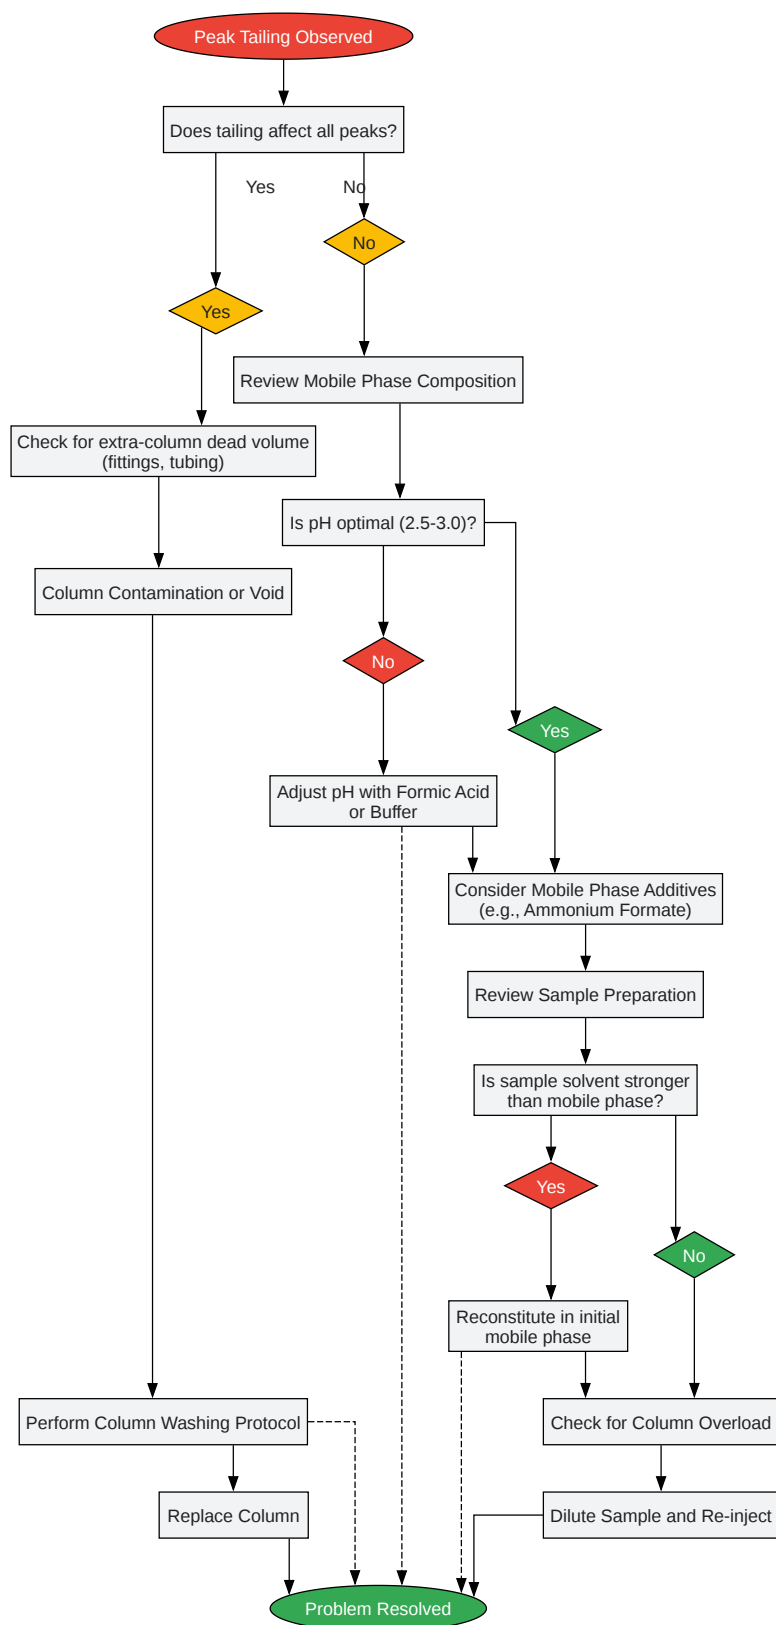 Peak Tailing Observed
Does tailing affect all peaks?
Yes
No
No
Yes
Review Mobile Phase Composition
Check for extra-column dead volume
(fittings, tubing)
Is pH optimal (2.5-3.0)?
Column Contamination or Void
No
Yes
Adjust pH with Formic Acid
or Buffer
Consider Mobile Phase Additives
(e.g., Ammonium Formate)
Review Sample Preparation
Is sample solvent stronger
than mobile phase?
Yes
No
Reconstitute in initial
mobile phase
Perform Column Washing Protocol
Check for Column Overload
Replace Column
Dilute Sample and Re-inject
Problem Resolved